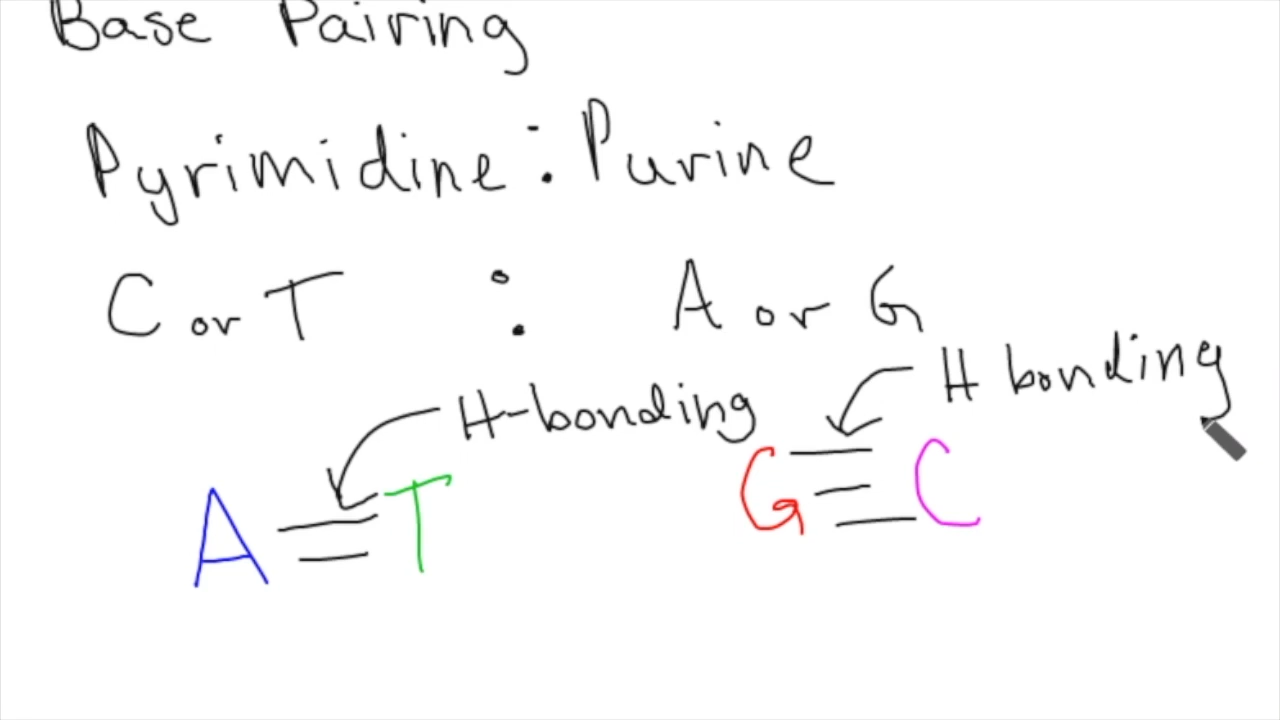 Base Pairing
Pyrimidine : Purine
C or T : A or G
H-bonding H bonding
A = T G ≡ C